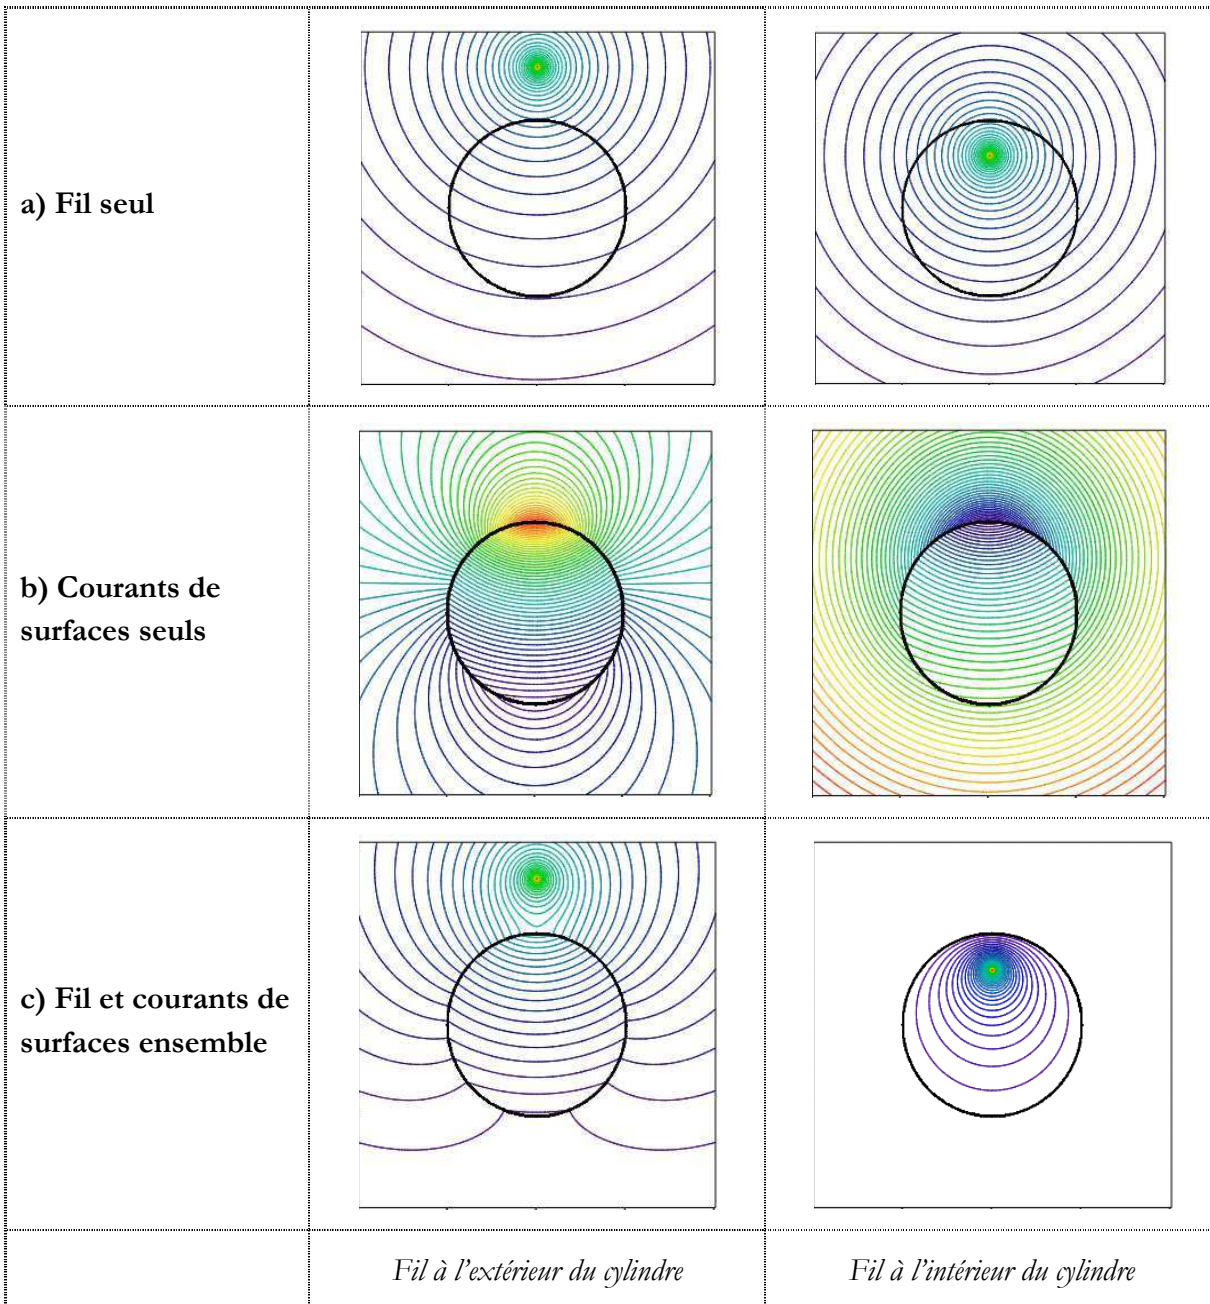 a) Fil seul
b) Courants de
surfaces seuls
c) Fil et courants de
surfaces ensemble
Fil à l'extérieur du cylindre
Fil à l'intérieur du cylindre